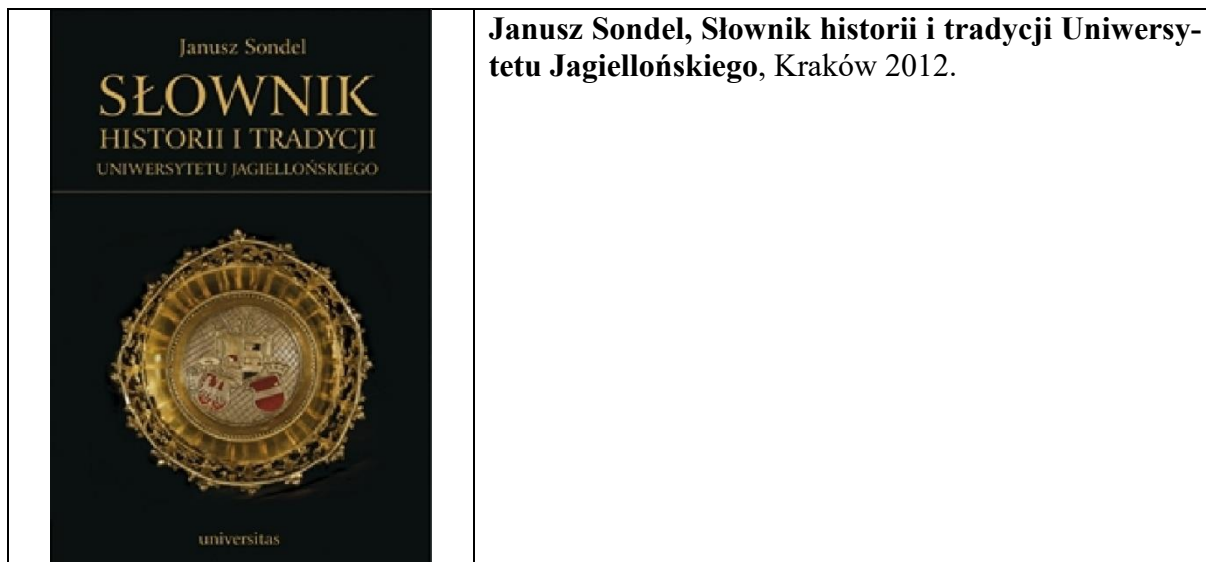 Janusz Sondel
SŁOWNIK
HISTORII I TRADYCJI
UNIWERSYTETU JAGIELLOŃSKIEGO
universitas
Janusz Sondel, Słownik historii i tradycji Uniwersy-
tetu Jagiellońskiego, Kraków 2012.